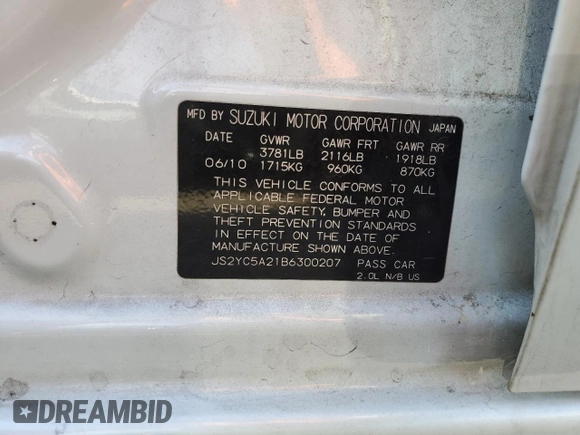 MFD BY SUZUKI MOTOR CORPORATION JAPAN
DATE GVWR GAWR FRT GAWR RR
3781LB 2116LB 1918LB
06/10 1715KG 960KG 870KG
THIS VEHICLE CONFORMS TO ALL
APPLICABLE FEDERAL MOTOR
VEHICLE SAFETY, BUMPER AND
THEFT PREVENTION STANDARDS
IN EFFECT ON THE DATE OF
MANUFACTURE SHOWN ABOVE.
JS2YC5A21B6300207 PASS CAR
2.0L N/B US
DREAMBID